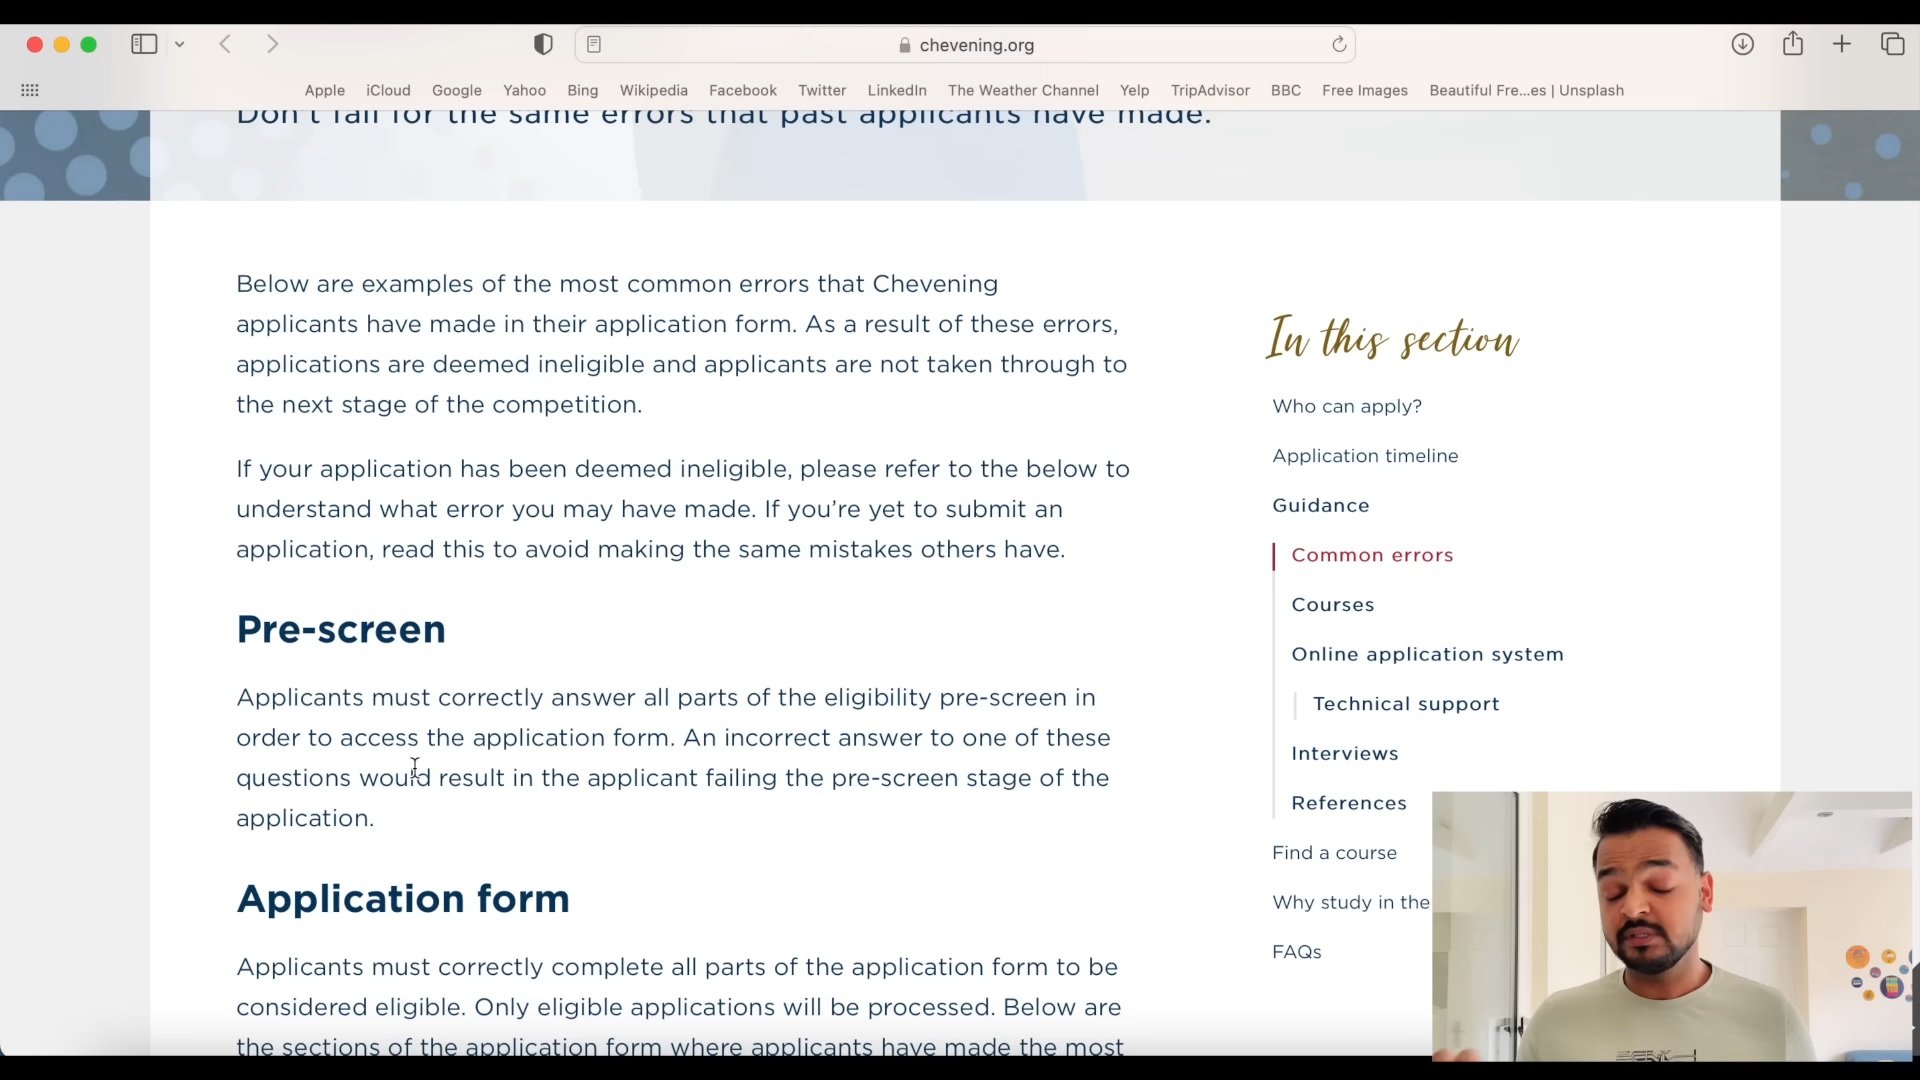 chevening.org
Apple iCloud Google Yahoo Bing Wikipedia Facebook Twitter LinkedIn The Weather Channel Yelp TripAdvisor BBC Free Images Beautiful Fre...es | Unsplash
Don't fall for the same errors that past applicants have made.
Below are examples of the most common errors that Chevening
applicants have made in their application form. As a result of these errors,
applications are deemed ineligible and applicants are not taken through to
the next stage of the competition.
If your application has been deemed ineligible, please refer to the below to
understand what error you may have made. If you’re yet to submit an
application, read this to avoid making the same mistakes others have.
Pre-screen
Applicants must correctly answer all parts of the eligibility pre-screen in
order to access the application form. An incorrect answer to one of these
questions would result in the applicant failing the pre-screen stage of the
application.
Application form
Applicants must correctly complete all parts of the application form to be
considered eligible. Only eligible applications will be processed. Below are
the sections of the application form where applicants have made the most
In this section
Who can apply?
Application timeline
Guidance
Common errors
Courses
Online application system
Technical support
Interviews
References
Find a course
Why study in the
FAQs